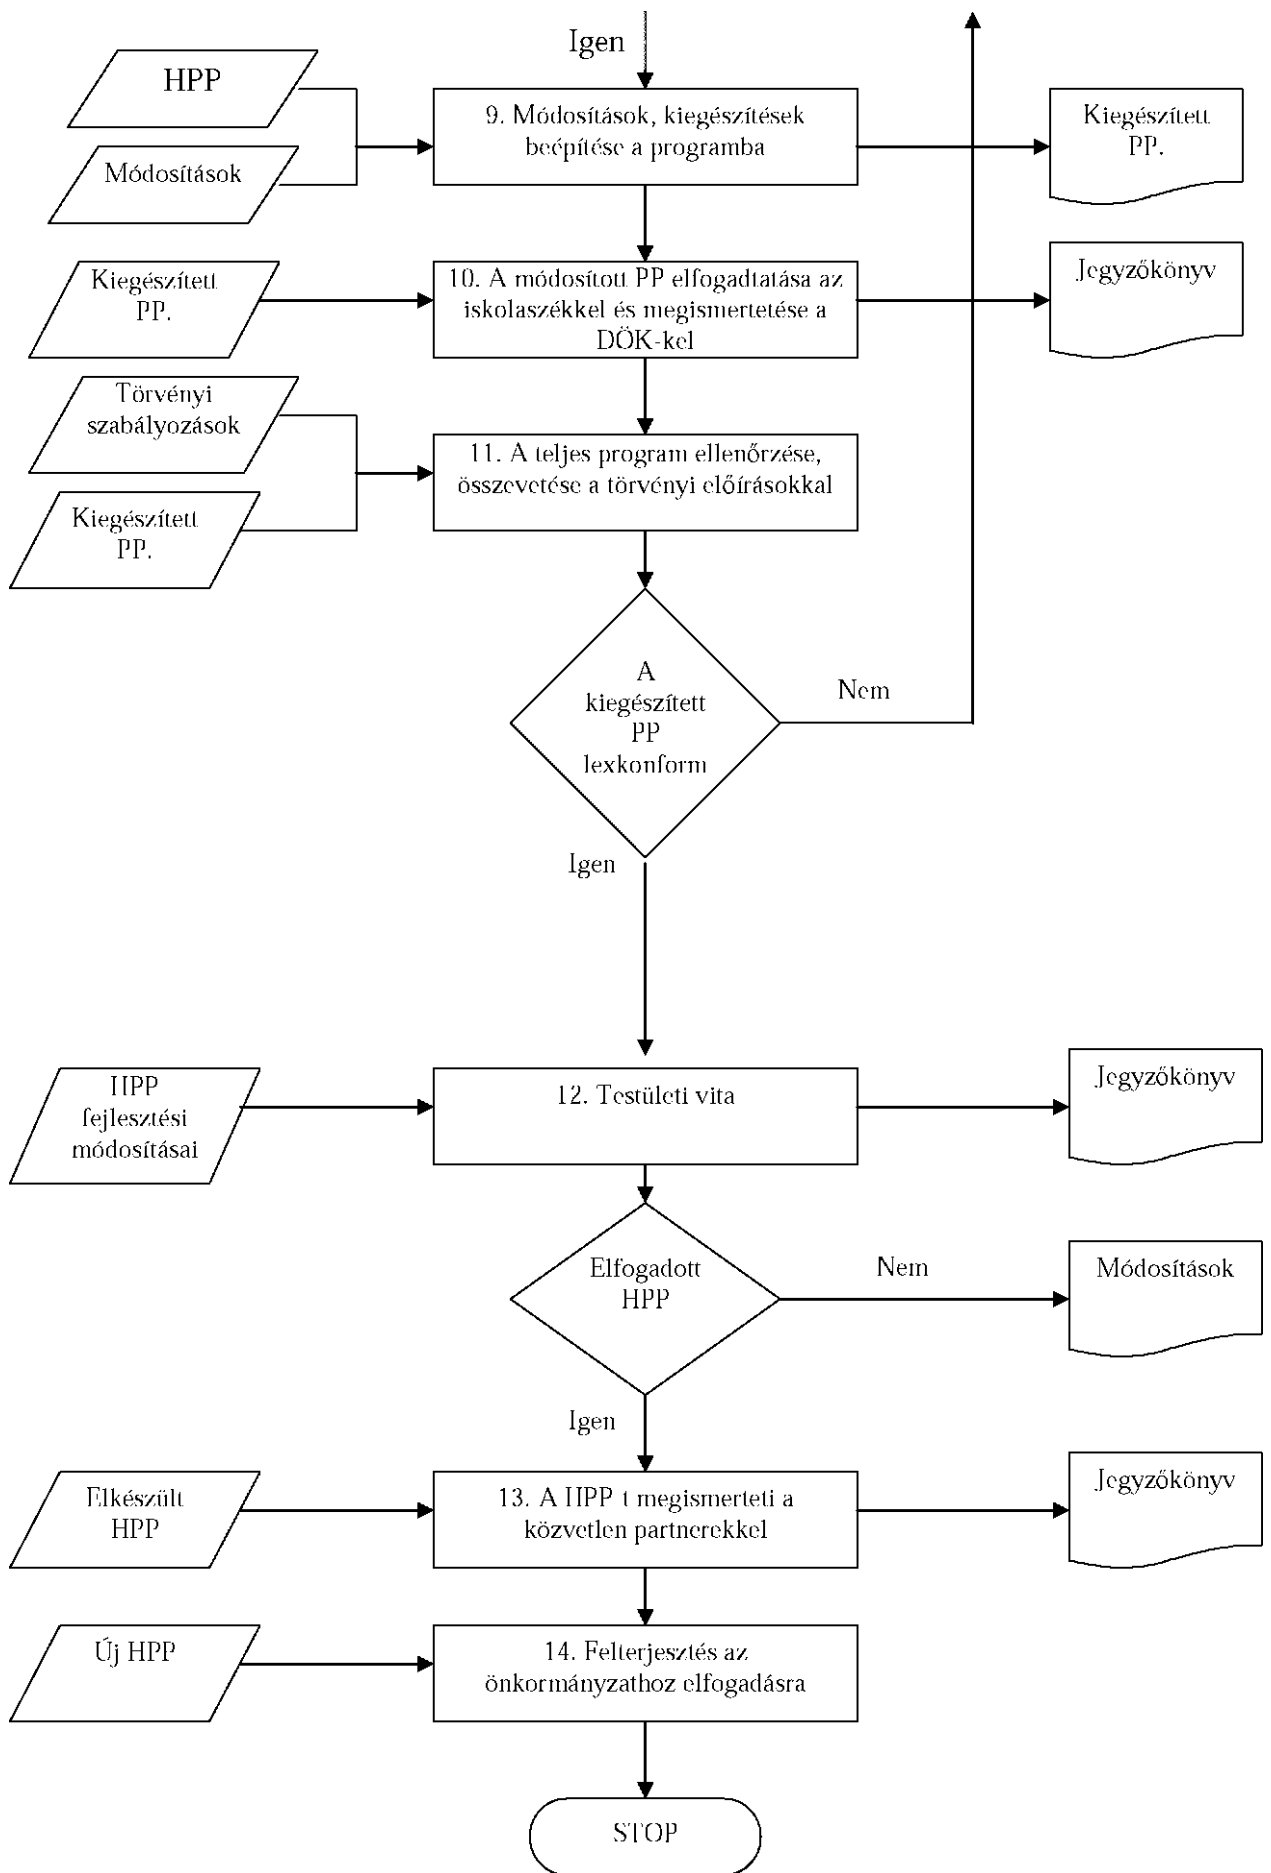 Igen
HPP
9. Módosítások, kiegészítések
beépítése a programba
Kiegészített
PP.
Módosítások
Kiegészített
PP.
10. A módosított PP elfogadtatása az
iskolaszékkel és megismertetése a
DÖK-kel
Jegyzőkönyv
Törvényi
szabályozások
11. A teljes program ellenőrzése,
összevetése a törvényi előírásokkal
Kiegészített
PP.
A
kiegészített
PP
lexkonform
Nem
Igen
HPP
fejlesztési
módosításai
12. Testületi vita
Jegyzőkönyv
Elfogadott
HPP
Nem
Módosítások
Igen
Elkészült
HPP
13. A HPP t megismerteti a
közvetlen partnerekkel
Jegyzőkönyv
Új HPP
14. Felterjesztés az
önkormányzathoz elfogadásra
STOP